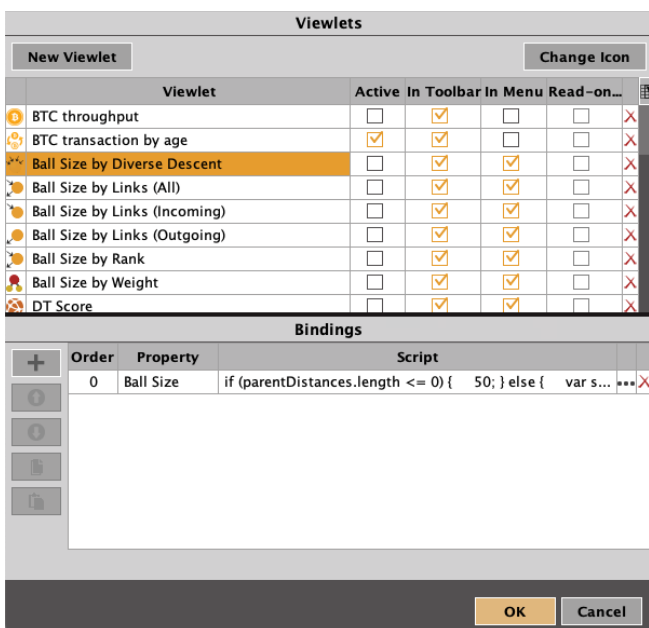 Viewlets
New Viewlet Change Icon
Viewlet Active In Toolbar In Menu Read-on...
BTC throughput
BTC transaction by age
Ball Size by Diverse Descent
Ball Size by Links (All)
Ball Size by Links (Incoming)
Ball Size by Links (Outgoing)
Ball Size by Rank
Ball Size by Weight
DT Score
Bindings
Order Property Script
0 Ball Size if (parentDistances.length <= 0) { 50; } else { var s...
OK Cancel